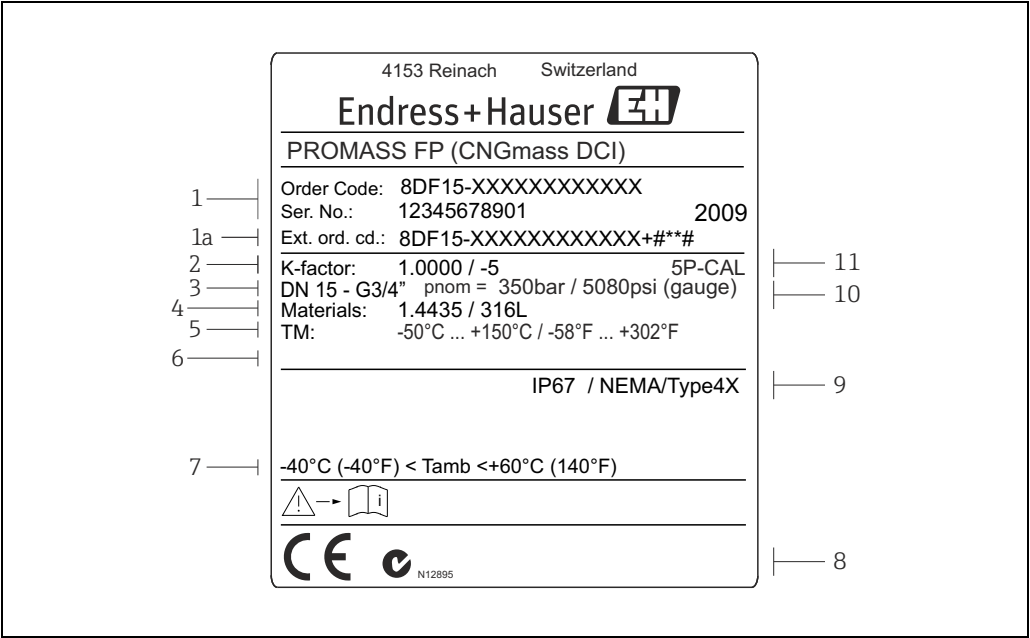 4153 Reinach Switzerland
Endress+Hauser EH
PROMASS FP (CNGmass DCI)
1 Order Code: 8DF15-XXXXXXXXXXXX
Ser. No.: 12345678901 2009
1a Ext. ord. cd.: 8DF15-XXXXXXXXXXXX+#**#
2 K-factor: 1.0000 / -5 5P-CAL 11
3 DN 15 - G3/4” pnom = 350bar / 5080psi (gauge) 10
4 Materials: 1.4435 / 316L
5 TM: -50°C ... +150°C / -58°F ... +302°F
6
IP67 / NEMA/Type4X 9
7 -40°C (-40°F) < Tamb <+60°C (140°F)
i
CE N12895 8